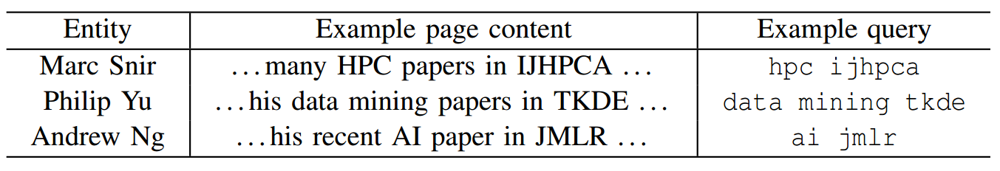 Entity Example page content Example query
Marc Snir ...many HPC papers in IJHPCA ... hpc ijhpca
Philip Yu ...his data mining papers in TKDE ... data mining tkde
Andrew Ng ...his recent AI paper in JMLR ... ai jmlr